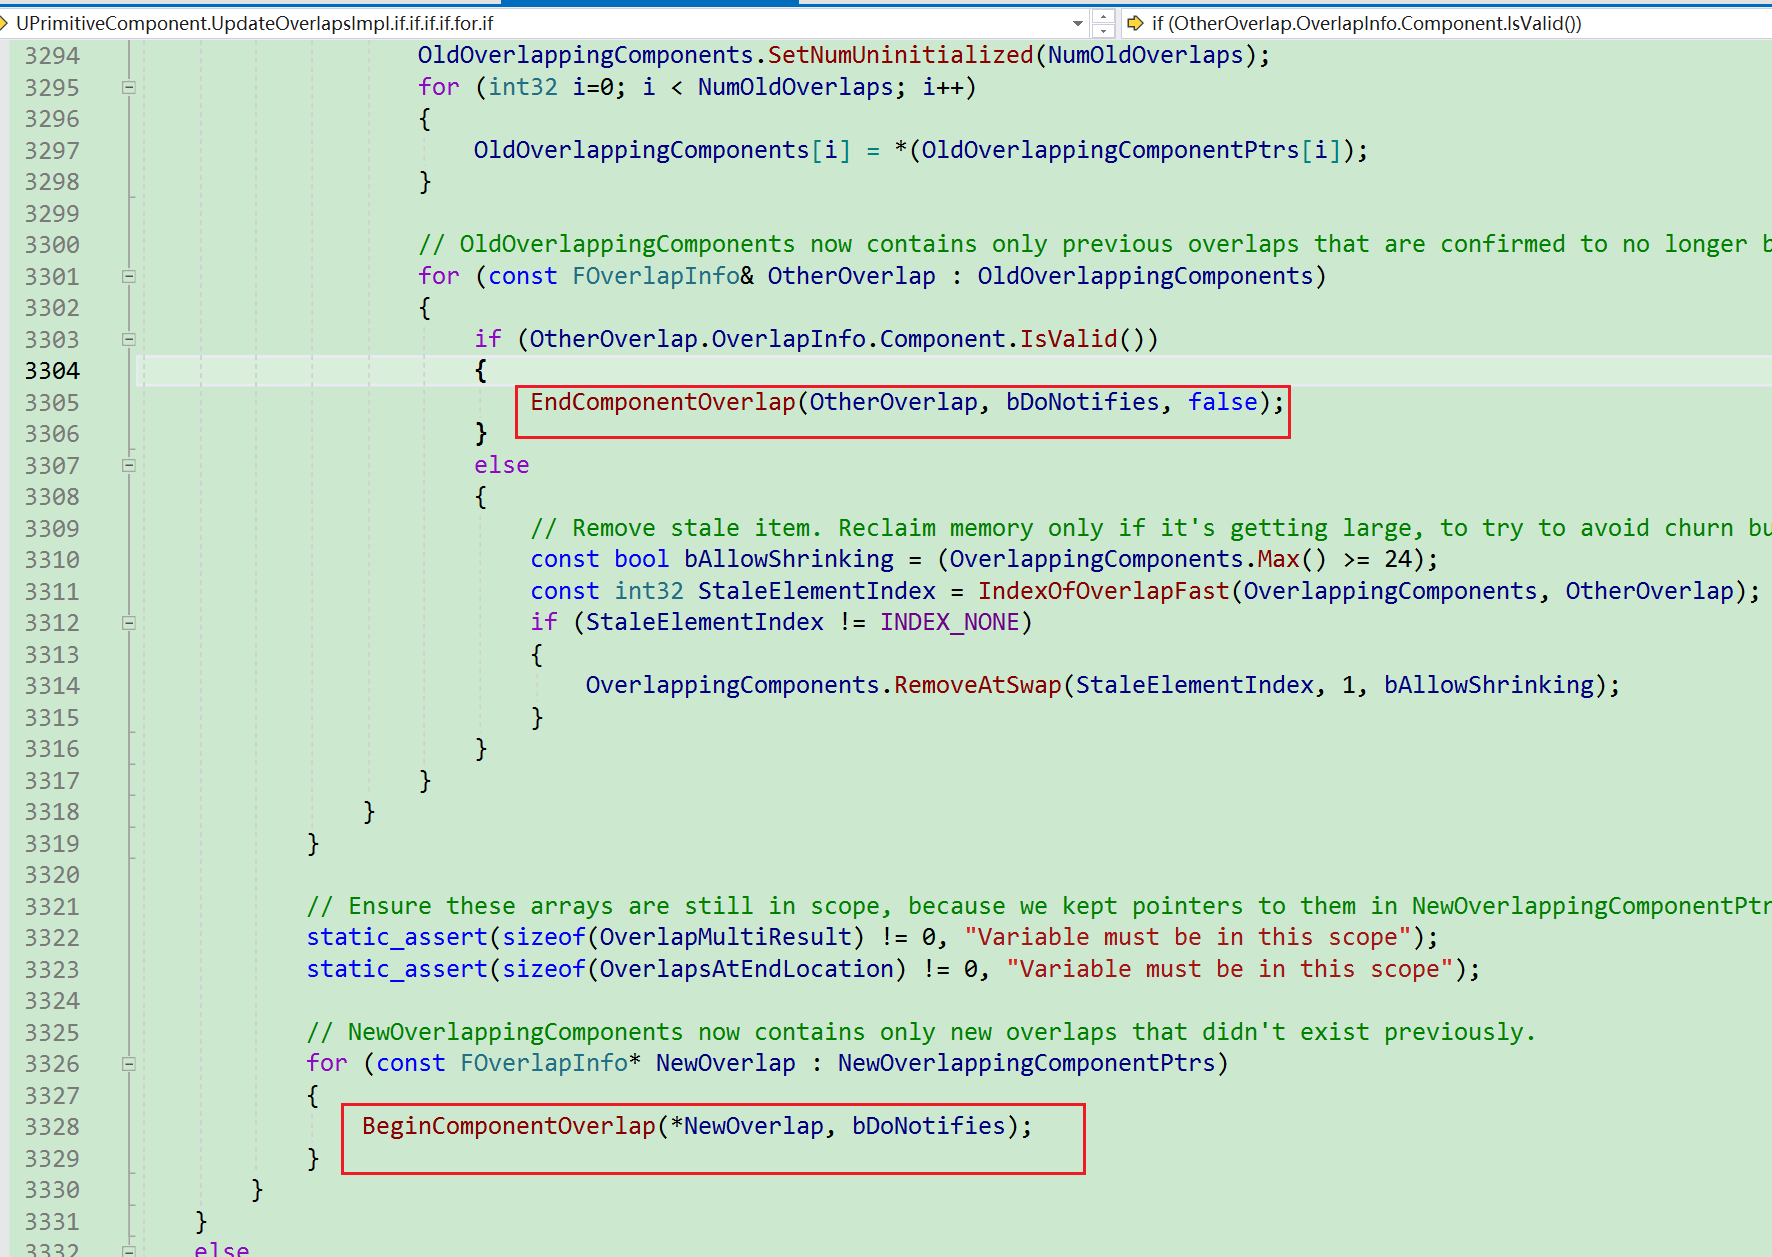 UPrimitiveComponent.UpdateOverlapsImpl.if.if.if.if.for.if if (OtherOverlap.OverlapInfo.Component.IsValid())
3294 OldOverlappingComponents.SetNumUninitialized(NumOldOverlaps);
3295 for (int32 i=0; i < NumOldOverlaps; i++)
3296 {
3297 OldOverlappingComponents[i] = *(OldOverlappingComponentPtrs[i]);
3298 }
3299
3300 // OldOverlappingComponents now contains only previous overlaps that are confirmed to no longer b
3301 for (const FOverlapInfo& OtherOverlap : OldOverlappingComponents)
3302 {
3303 if (OtherOverlap.OverlapInfo.Component.IsValid())
3304 {
3305 EndComponentOverlap(OtherOverlap, bDoNotifies, false);
3306 }
3307 else
3308 {
3309 // Remove stale item. Reclaim memory only if it's getting large, to try to avoid churn bu
3310 const bool bAllowShrinking = (OverlappingComponents.Max() >= 24);
3311 const int32 StaleElementIndex = IndexOfOverlapFast(OverlappingComponents, OtherOverlap);
3312 if (StaleElementIndex != INDEX_NONE)
3313 {
3314 OverlappingComponents.RemoveAtSwap(StaleElementIndex, 1, bAllowShrinking);
3315 }
3316 }
3317 }
3318 }
3319 }
3320
3321 // Ensure these arrays are still in scope, because we kept pointers to them in NewOverlappingComponentPtr
3322 static_assert(sizeof(OverlapMultiResult) != 0, "Variable must be in this scope");
3323 static_assert(sizeof(OverlapsAtEndLocation) != 0, "Variable must be in this scope");
3324
3325 // NewOverlappingComponents now contains only new overlaps that didn't exist previously.
3326 for (const FOverlapInfo* NewOverlap : NewOverlappingComponentPtrs)
3327 {
3328 BeginComponentOverlap(*NewOverlap, bDoNotifies);
3329 }
3330 }
3331 }
3332 else